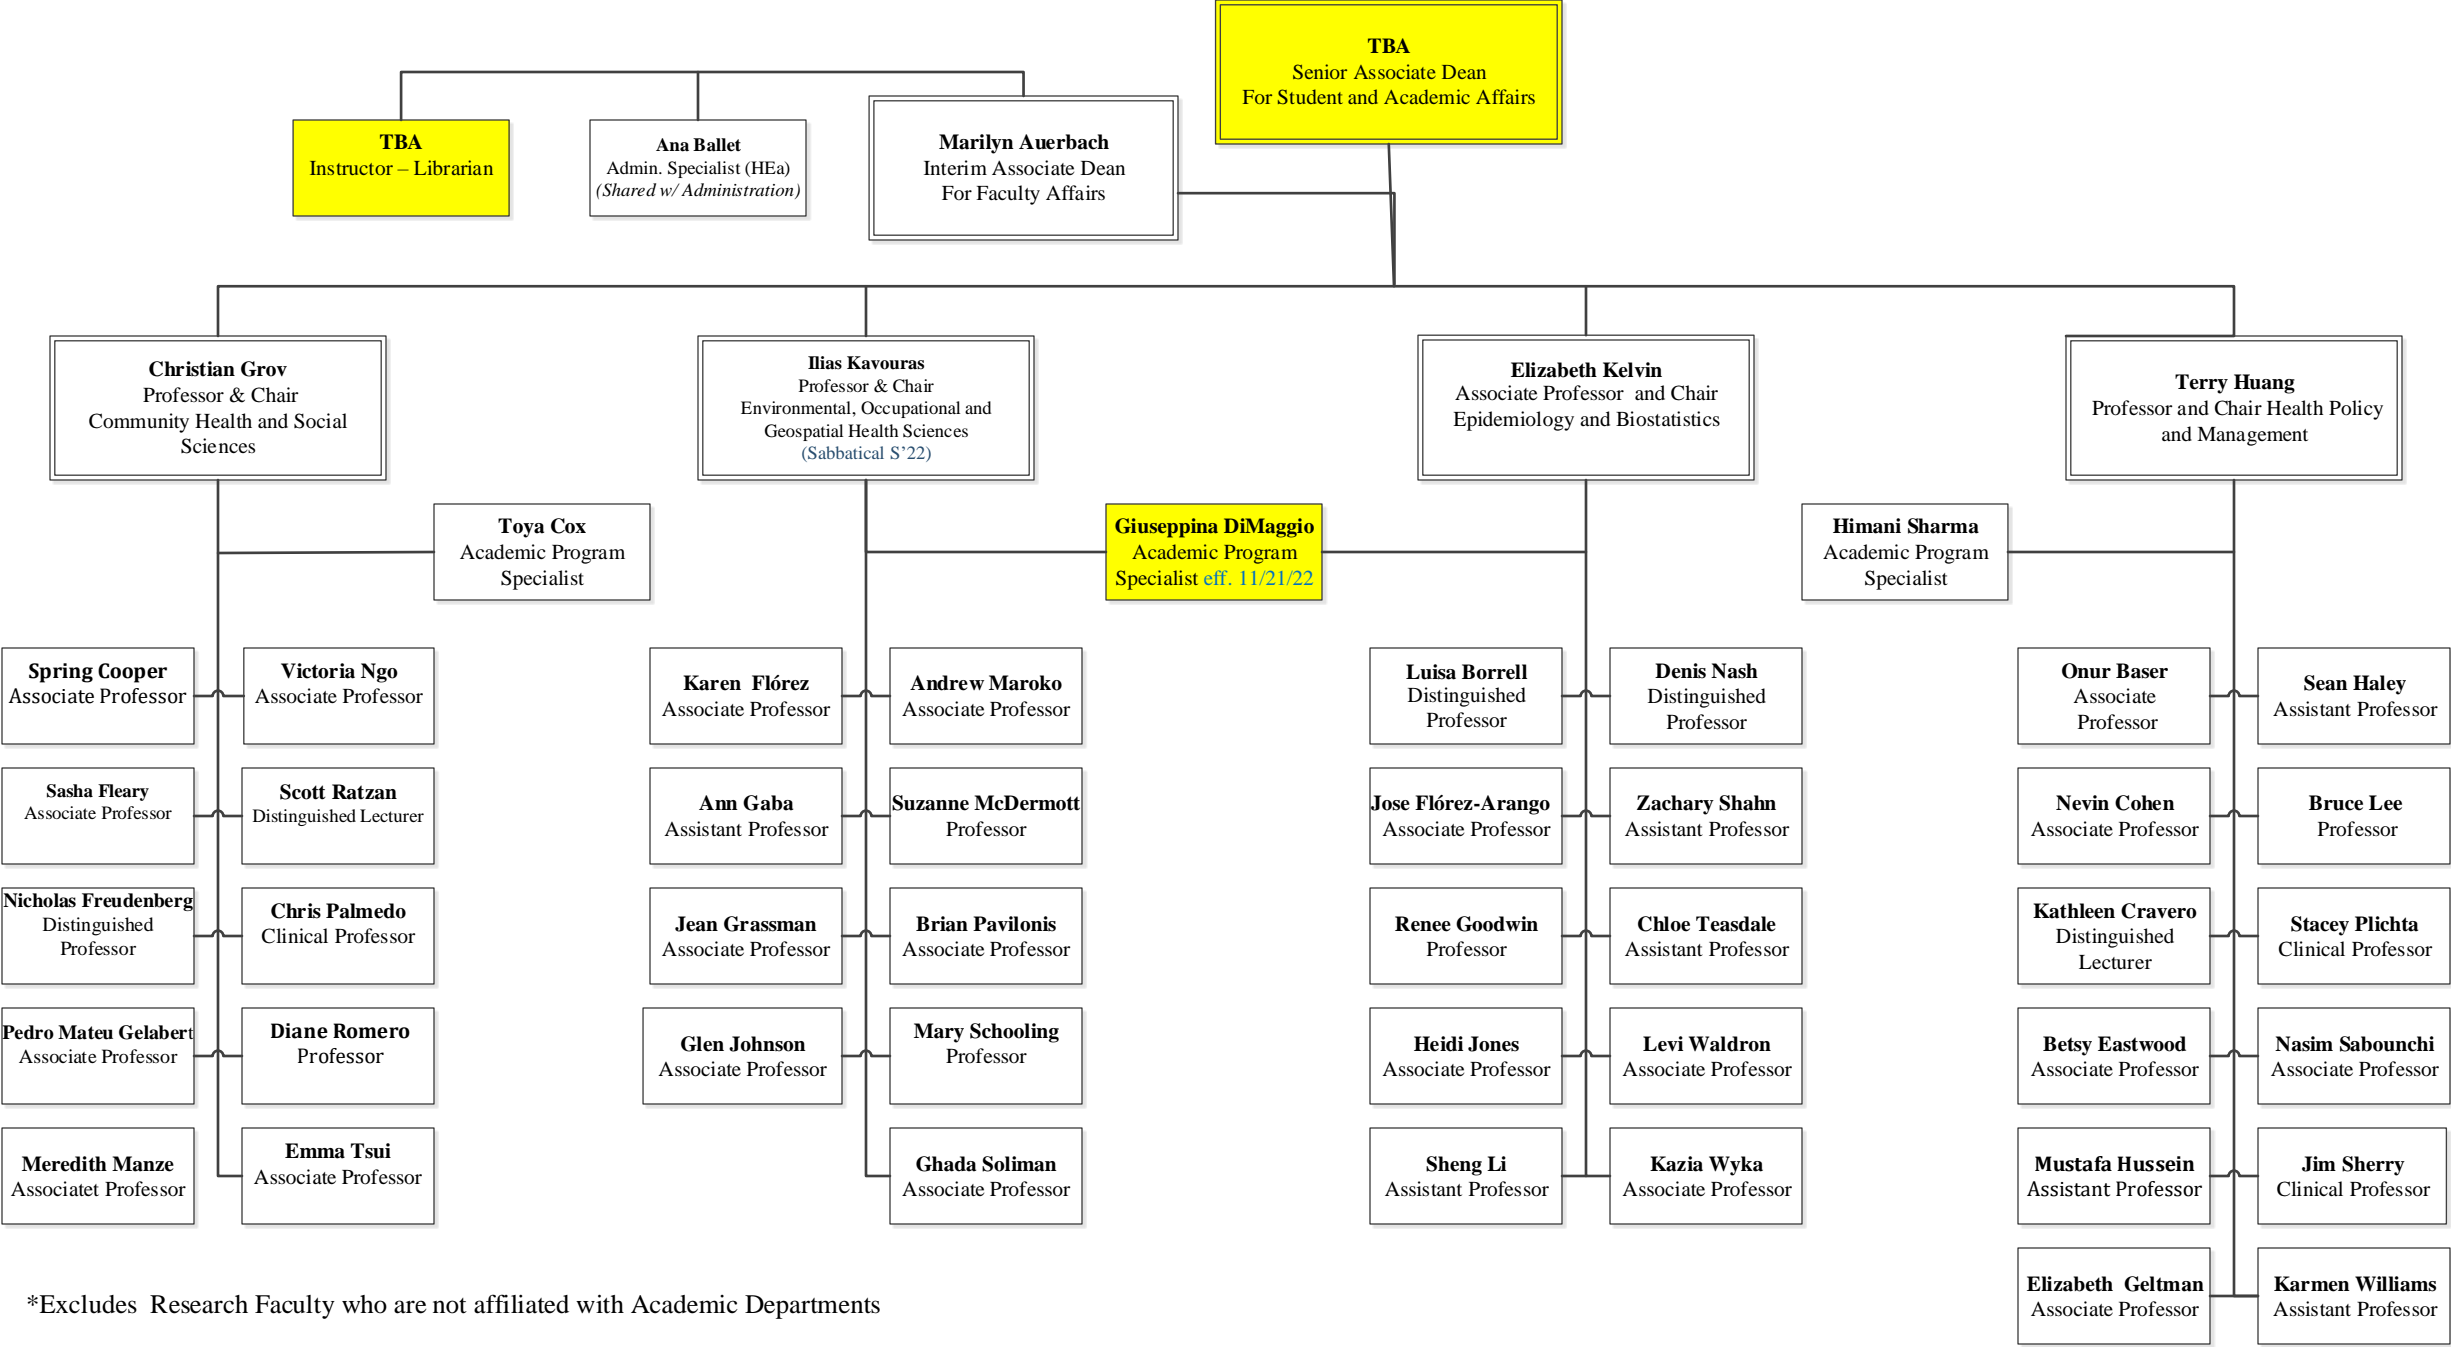 TBA
Senior Associate Dean
For Student and Academic Affairs
TBA
Instructor – Librarian
Ana Ballet
Admin. Specialist (HEa)
(Shared w/ Administration)
Marilyn Auerbach
Interim Associate Dean
For Faculty Affairs
Christian Grov
Professor & Chair
Community Health and Social
Sciences
Ilias Kavouras
Professor & Chair
Environmental, Occupational and
Geospatial Health Sciences
(Sabbatical S’22)
Elizabeth Kelvin
Associate Professor  and Chair
Epidemiology and Biostatistics
Terry Huang
Professor and Chair Health Policy
and Management
Toya Cox
Academic Program
Specialist
Giuseppina DiMaggio
Academic Program
Specialist eff. 11/21/22
Himani Sharma
Academic Program
Specialist
Spring Cooper
Associate Professor
Victoria Ngo
Associate Professor
Sasha Fleary
Associate Professor
Scott Ratzan
Distinguished Lecturer
Nicholas Freudenberg
Distinguished
Professor
Chris Palmedo
Clinical Professor
Pedro Mateu Gelabert
Associate Professor
Diane Romero
Professor
Meredith Manze
Associatet Professor
Emma Tsui
Associate Professor
Karen  Flórez
Associate Professor
Andrew Maroko
Associate Professor
Ann Gaba
Assistant Professor
Suzanne McDermott
Professor
Jean Grassman
Associate Professor
Brian Pavilonis
Associate Professor
Glen Johnson
Associate Professor
Mary Schooling
Professor
Ghada Soliman
Associate Professor
Luisa Borrell
Distinguished
Professor
Denis Nash
Distinguished
Professor
Jose Flórez-Arango
Associate Professor
Zachary Shahn
Assistant Professor
Renee Goodwin
Professor
Chloe Teasdale
Assistant Professor
Heidi Jones
Associate Professor
Levi Waldron
Associate Professor
Sheng Li
Assistant Professor
Kazia Wyka
Associate Professor
Onur Baser
Associate
Professor
Sean Haley
Assistant Professor
Nevin Cohen
Associate Professor
Bruce Lee
Professor
Kathleen Cravero
Distinguished
Lecturer
Stacey Plichta
Clinical Professor
Betsy Eastwood
Associate Professor
Nasim Sabounchi
Associate Professor
Mustafa Hussein
Assistant Professor
Jim Sherry
Clinical Professor
Elizabeth  Geltman
Associate Professor
Karmen Williams
Assistant Professor
*Excludes  Research Faculty who are not affiliated with Academic Departments